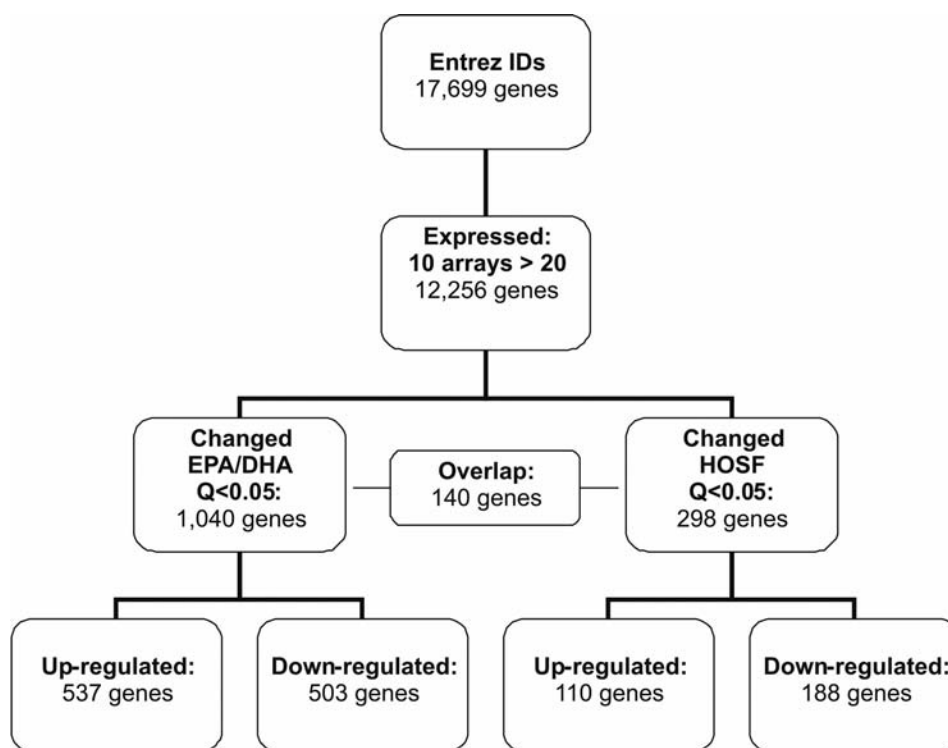 Entrez IDs
17,699 genes
Expressed:
10 arrays > 20
12,256 genes
Changed
EPA/DHA
Q<0.05:
1,040 genes
Overlap:
140 genes
Changed
HOSF
Q<0.05:
298 genes
Up-regulated:
537 genes
Down-regulated:
503 genes
Up-regulated:
110 genes
Down-regulated:
188 genes